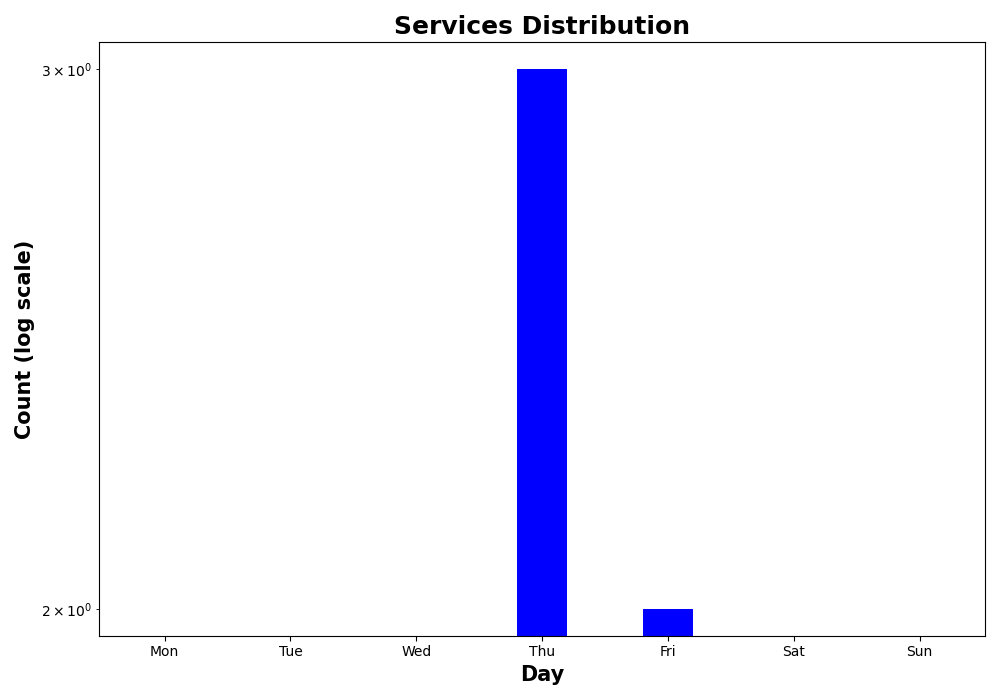 Services Distribution
3 × 10⁰
Count (log scale)
2 × 10⁰
Mon Tue Wed Thu Fri Sat Sun
Day